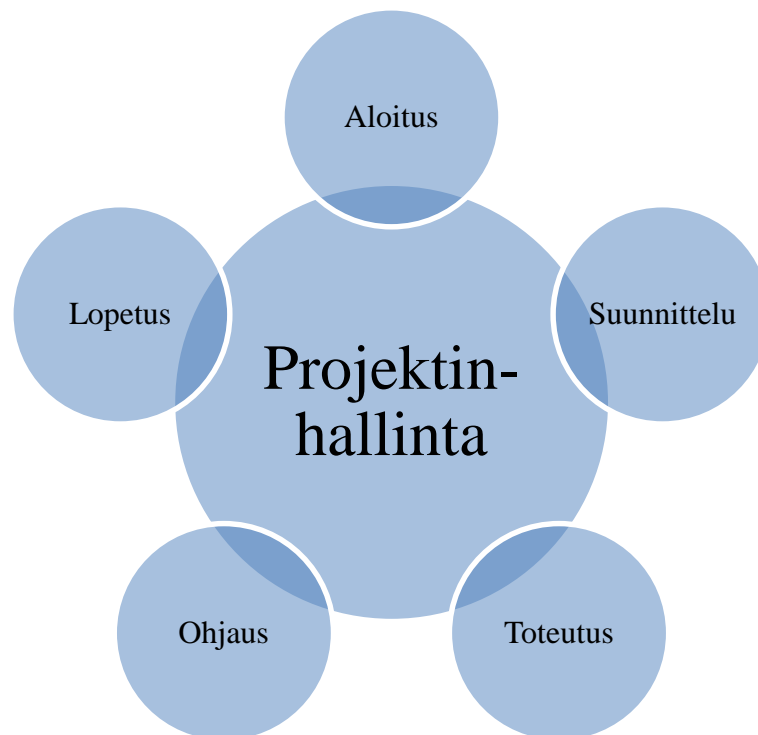 Aloitus
Lopetus
Suunnittelu
Projektin-
hallinta
Ohjaus
Toteutus